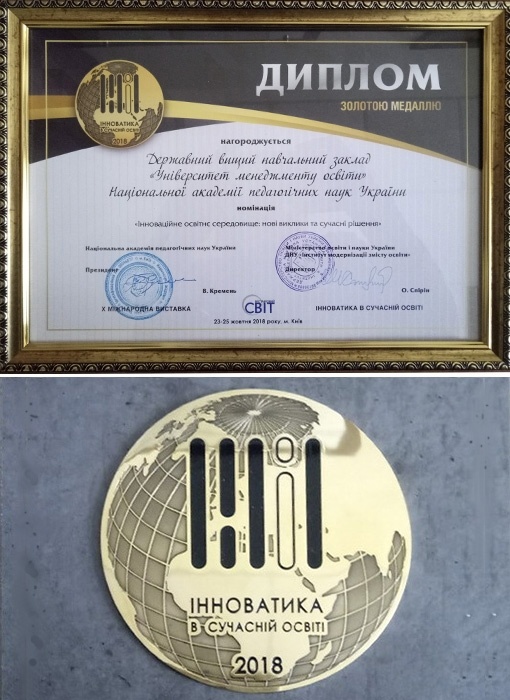 ДИПЛОМ
ЗОЛОТОЮ МЕДАЛЛЮ
ІННОВАТИКА
В СУЧАСНІЙ ОСВІТІ
2018
нагороджується
Державний вищий навчальний заклад
«Університет менеджменту освіти»
Національної академії педагогічних наук України
номінація
«Інноваційне освітнє середовище: нові виклики та сучасні рішення»
Національна академія педагогічних наук України
Президент
В. Кремень
Міністерство освіти і науки України
ДНУ «Інститут модернізації змісту освіти»
Директор
О. Спірін
X МІЖНАРОДНА ВИСТАВКА
СВІТ
ІННОВАТИКА В СУЧАСНІЙ ОСВІТІ
23-25 жовтня 2018 року, м. Київ
ІННОВАТИКА
В СУЧАСНІЙ ОСВІТІ
2018